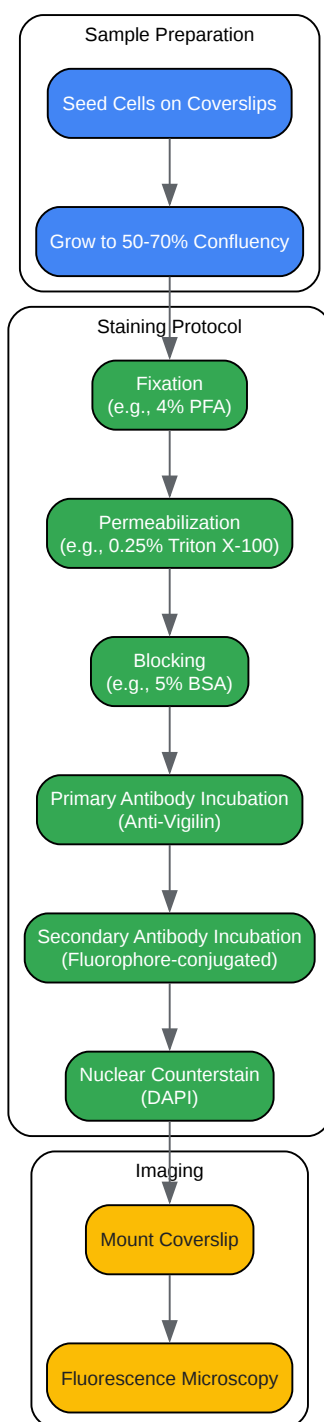 Sample Preparation
Seed Cells on Coverslips
Grow to 50-70% Confluency
Staining Protocol
Fixation
(e.g., 4% PFA)
Permeabilization
(e.g., 0.25% Triton X-100)
Blocking
(e.g., 5% BSA)
Primary Antibody Incubation
(Anti-Vigilin)
Secondary Antibody Incubation
(Fluorophore-conjugated)
Nuclear Counterstain
(DAPI)
Imaging
Mount Coverslip
Fluorescence Microscopy